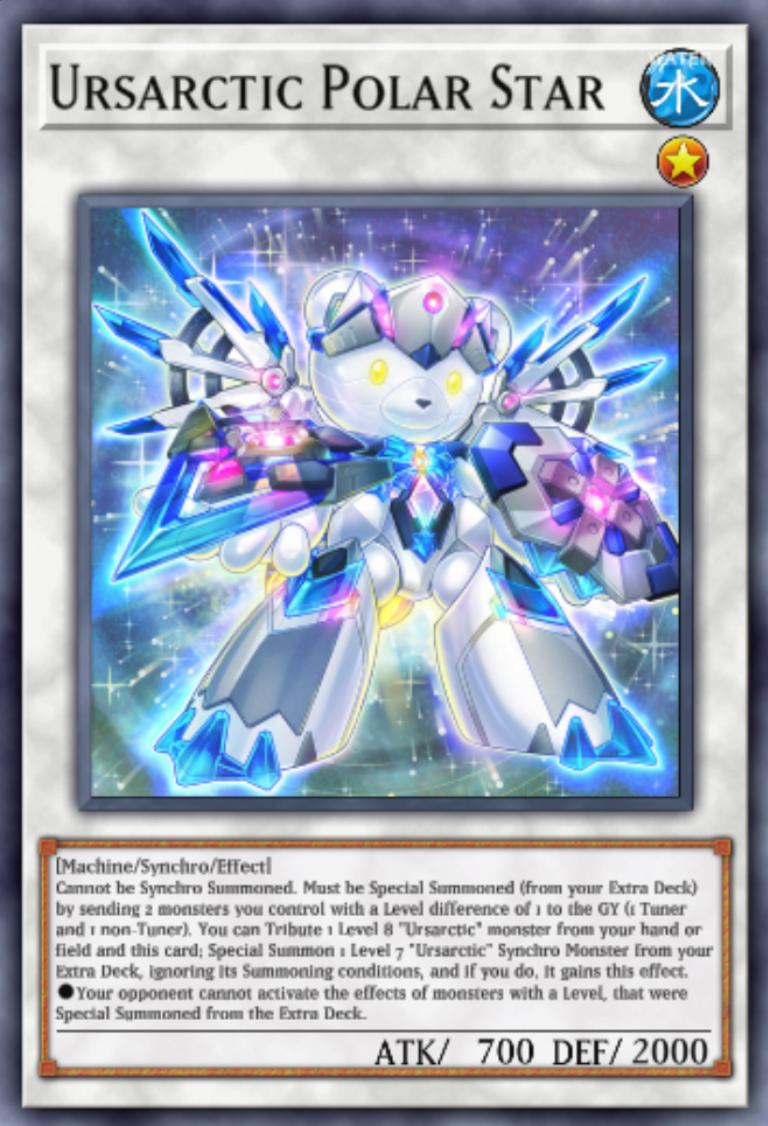 URSARCTIC POLAR STAR
WATER
水
[Machine/Synchro/Effect]
Cannot be Synchro Summoned. Must be Special Summoned (from your Extra Deck)
by sending 2 monsters you control with a Level difference of 1 to the GY (1 Tuner
and 1 non-Tuner). You can Tribute 1 Level 8 "Ursarctic" monster from your hand or
field and this card; Special Summon 1 Level 7 "Ursarctic" Synchro Monster from your
Extra Deck, ignoring its Summoning conditions, and if you do, it gains this effect.
●Your opponent cannot activate the effects of monsters with a Level, that were
Special Summoned from the Extra Deck.
ATK/ 700 DEF/ 2000